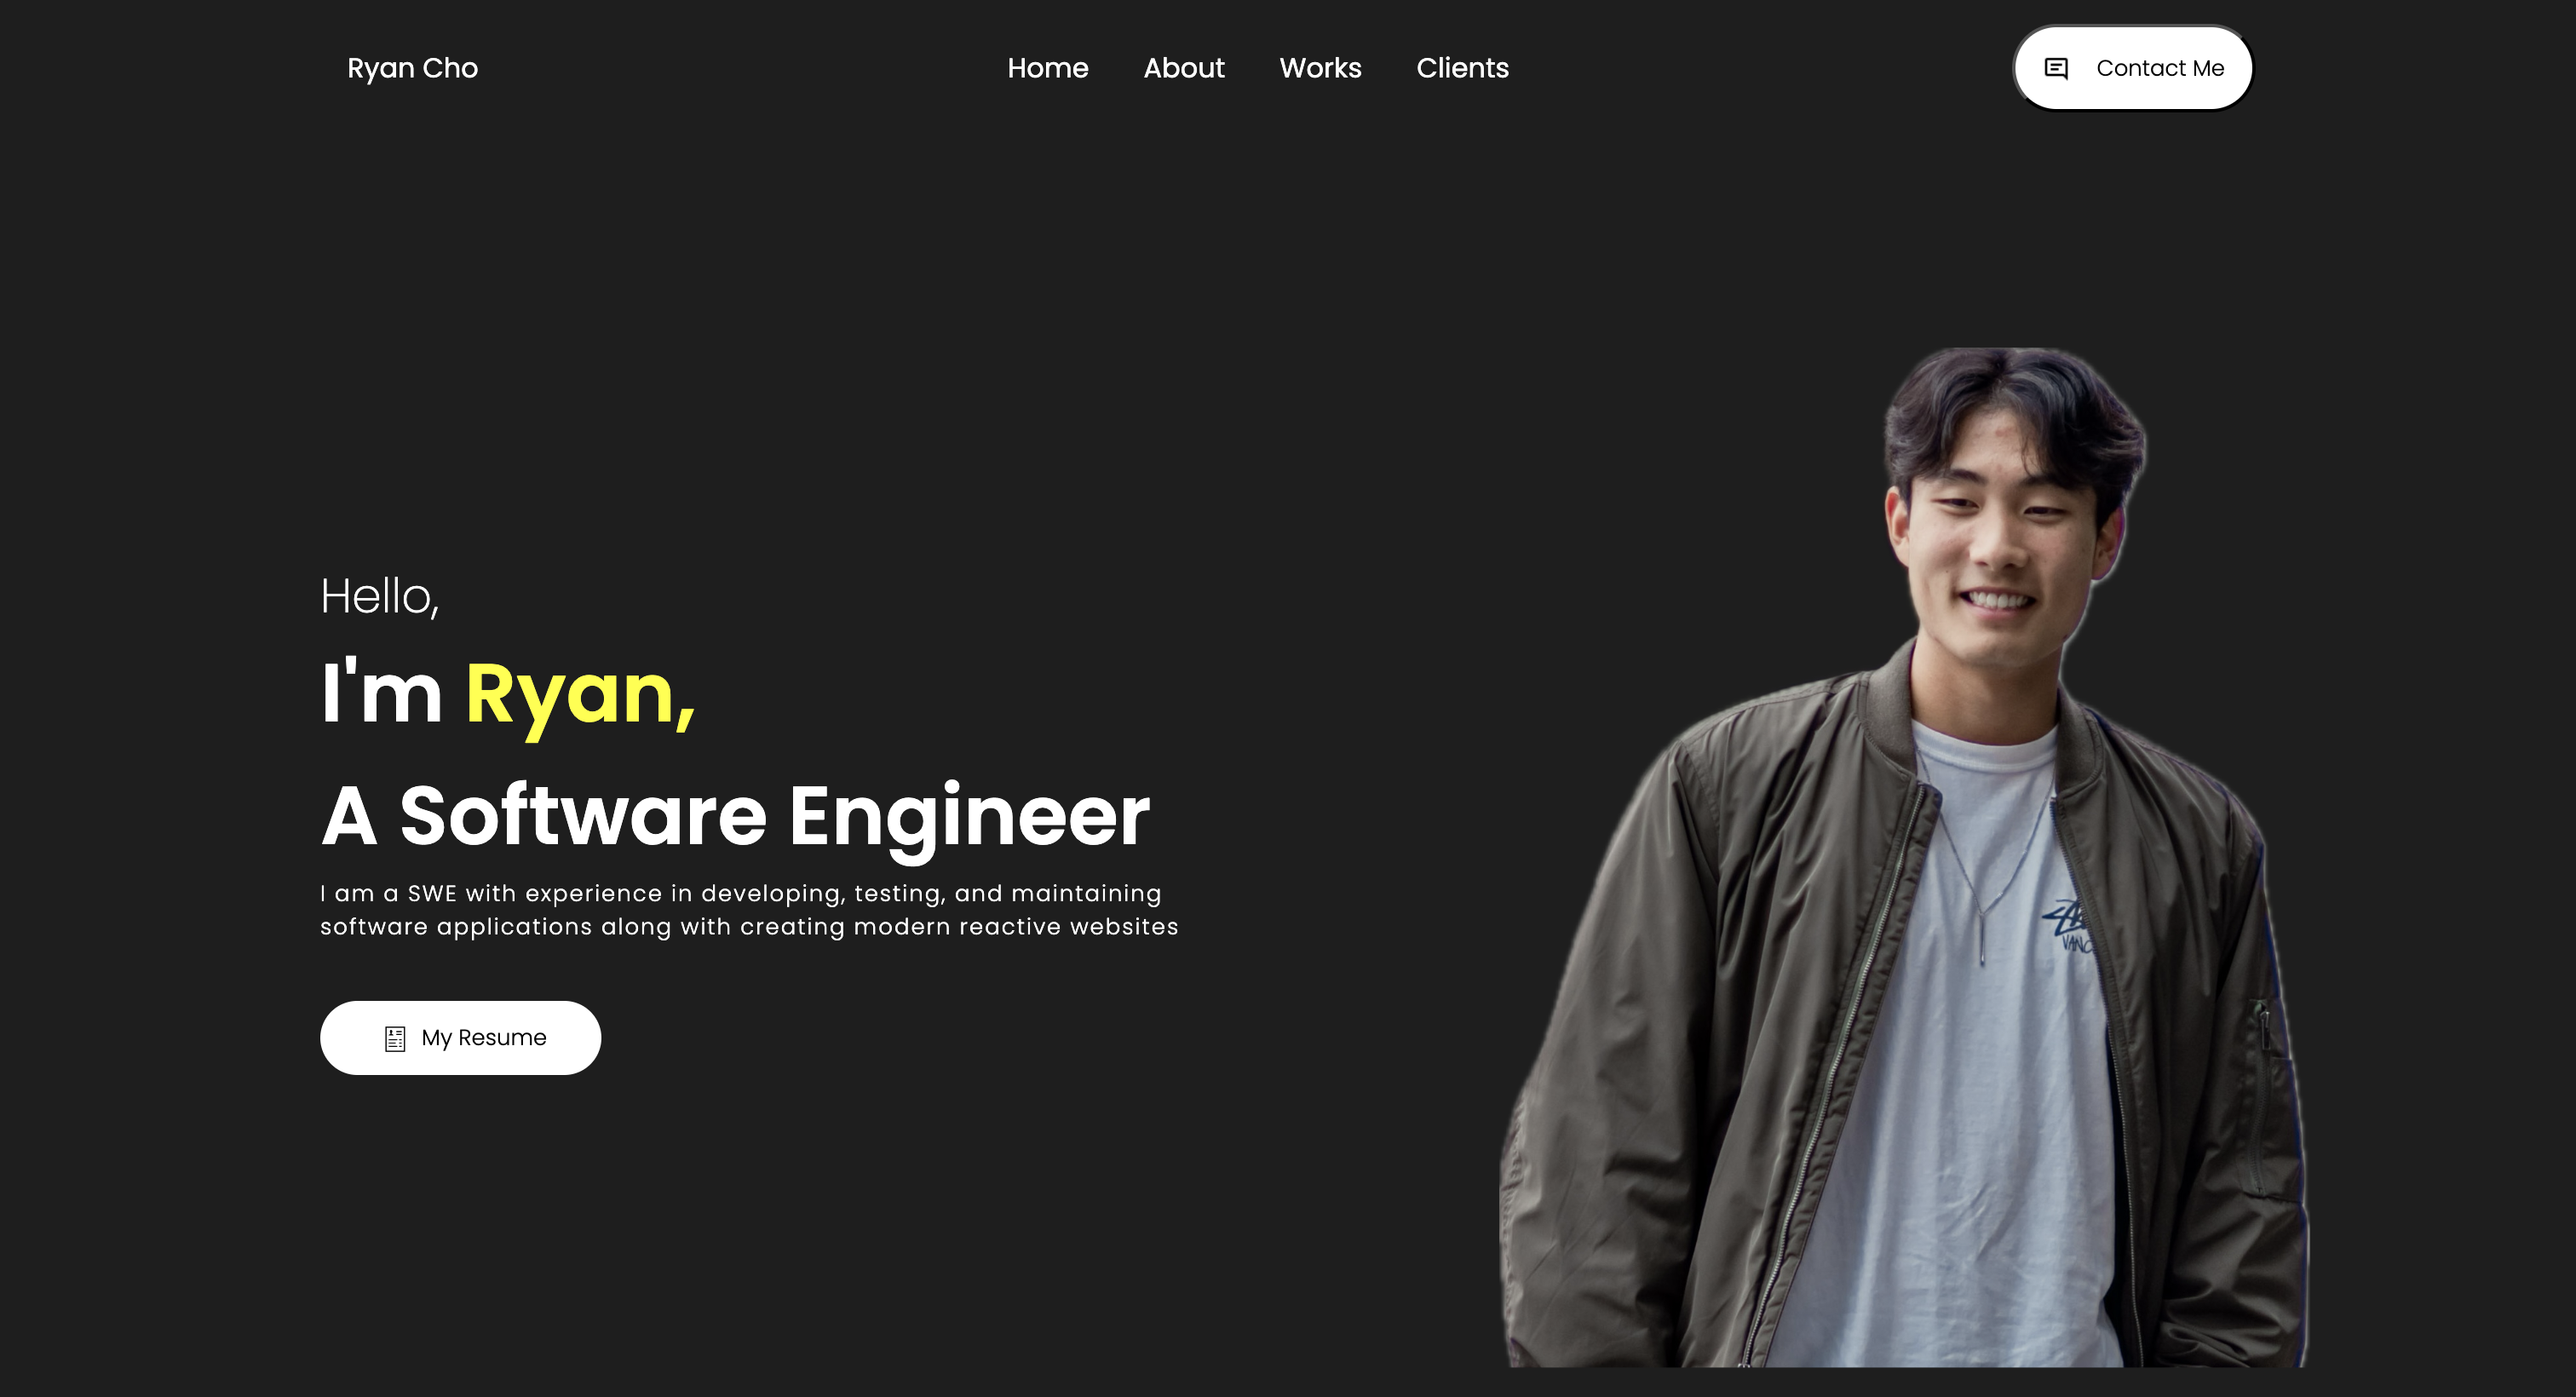 Ryan Cho
Home
About
Works
Clients
Contact Me
Hello,
I'm Ryan,
A Software Engineer
I am a SWE with experience in developing, testing, and maintaining
software applications along with creating modern reactive websites
My Resume
VANC